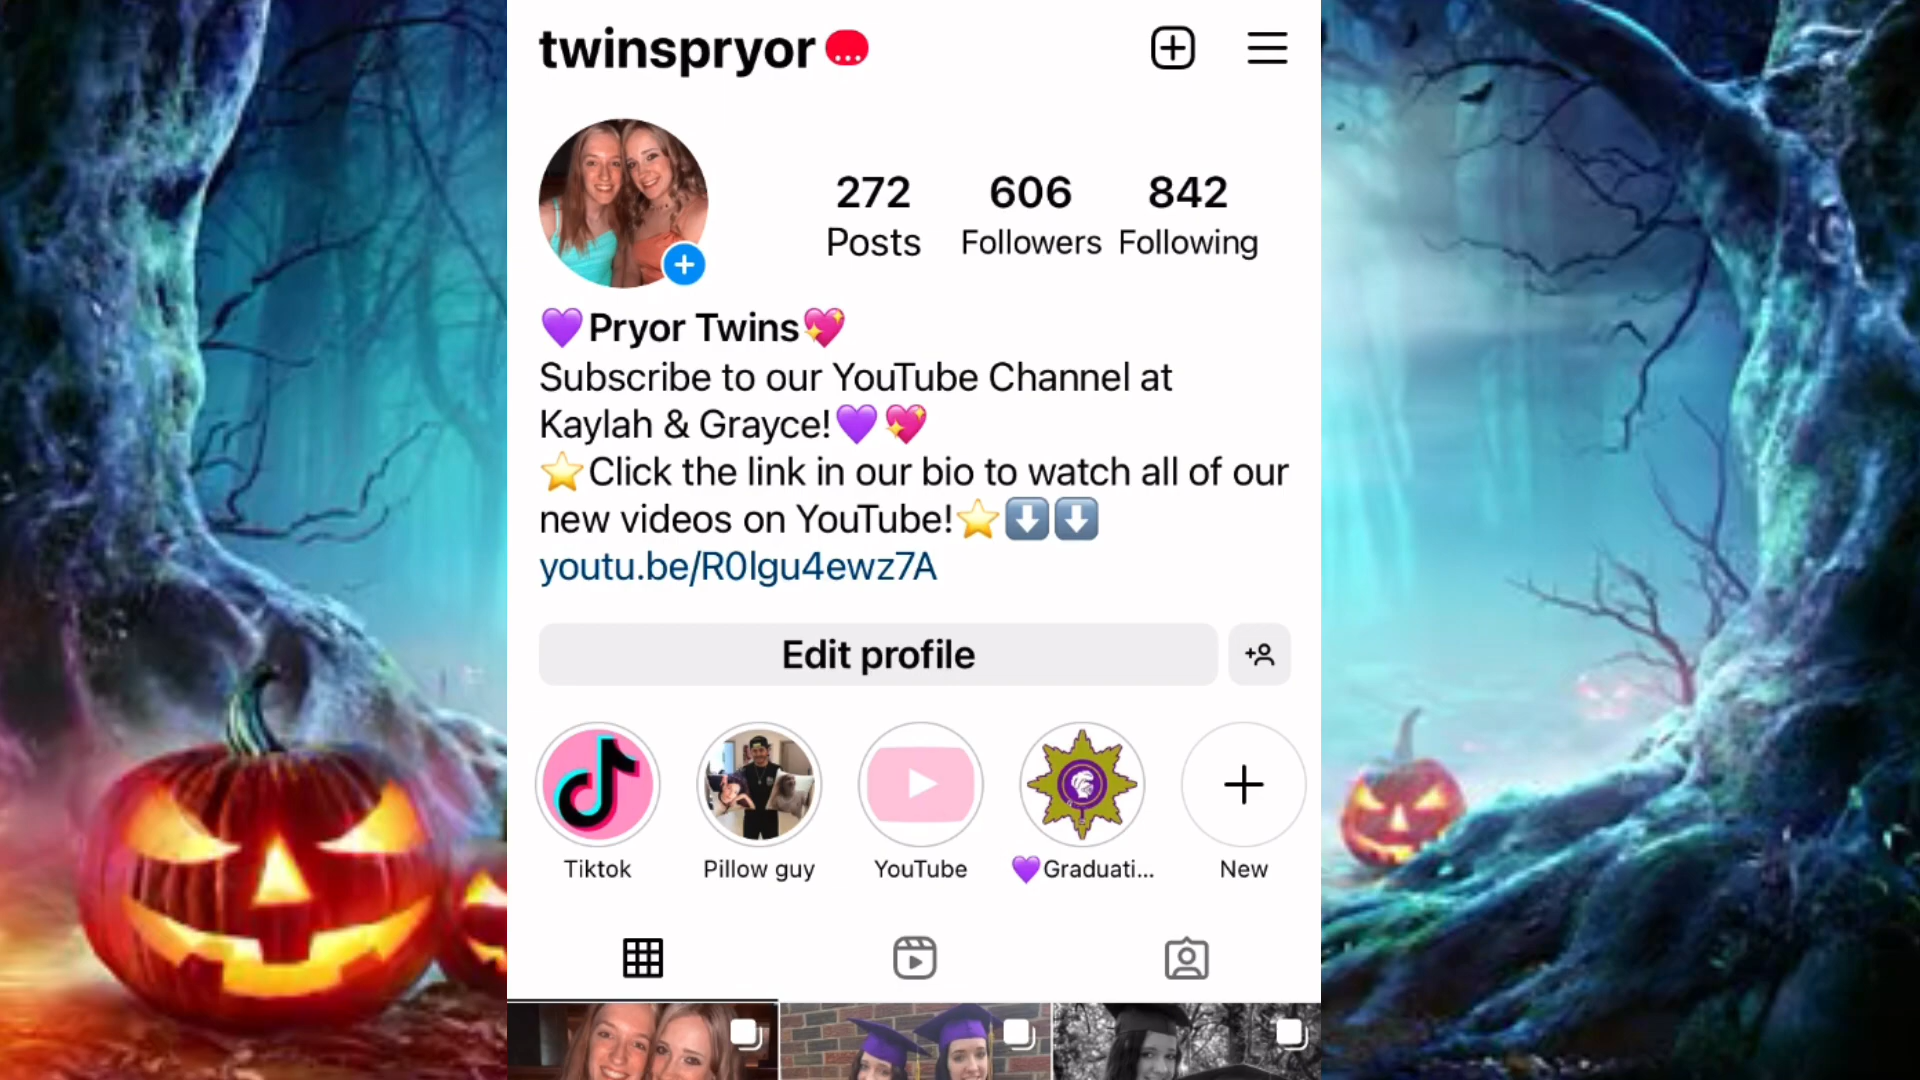 twinspryor
272 606 842
Posts Followers Following
💜Pryor Twins💖
Subscribe to our YouTube Channel at
Kaylah & Grayce!💜💖
⭐Click the link in our bio to watch all of our
new videos on YouTube!⭐⬇️⬇️
youtu.be/R0lgu4ewz7A
Edit profile
Tiktok Pillow guy YouTube 💜Graduati... New